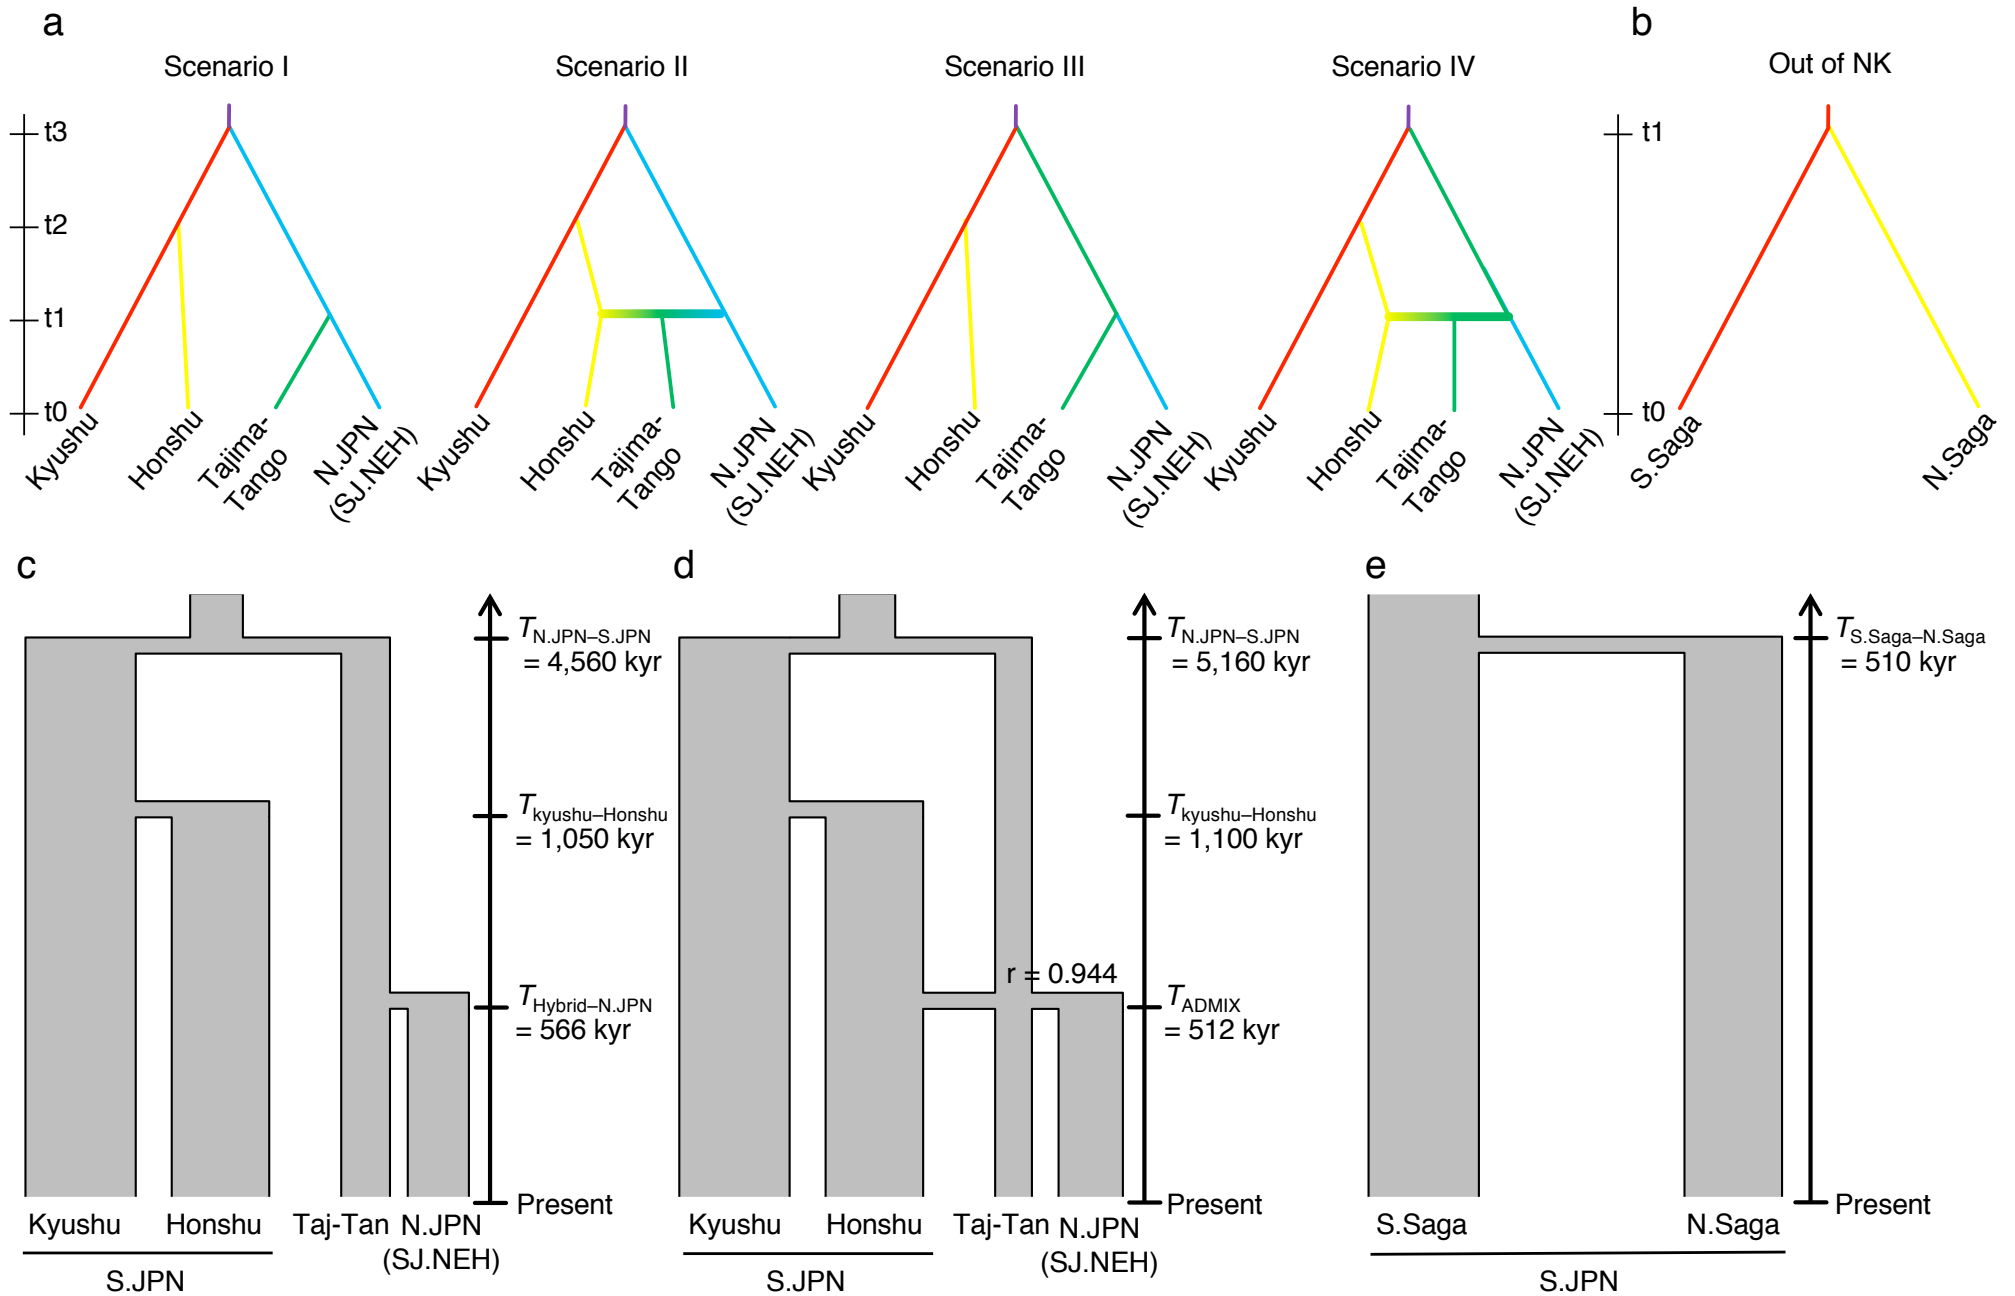 a
b
Scenario I
Scenario II
Scenario III
Scenario IV
Out of NK
t3
t2
t1
t0
Kyushu
Honshu
Tajima-
Tango
N.JPN
(SJ.NEH)
Kyushu
Honshu
Tajima-
Tango
N.JPN
(SJ.NEH)
Kyushu
Honshu
Tajima-
Tango
N.JPN
(SJ.NEH)
Kyushu
Honshu
Tajima-
Tango
N.JPN
(SJ.NEH)
t1
t0
S.Saga
N.Saga
c
TN.JPN–S.JPN
= 4,560 kyr
Tkyushu–Honshu
= 1,050 kyr
THybrid–N.JPN
= 566 kyr
Present
Kyushu
Honshu
Taj-Tan
N.JPN
(SJ.NEH)
S.JPN
d
TN.JPN–S.JPN
= 5,160 kyr
Tkyushu–Honshu
= 1,100 kyr
r = 0.944
TADMIX
= 512 kyr
Present
Kyushu
Honshu
Taj-Tan
N.JPN
(SJ.NEH)
S.JPN
e
TS.Saga–N.Saga
= 510 kyr
Present
S.Saga
N.Saga
S.JPN